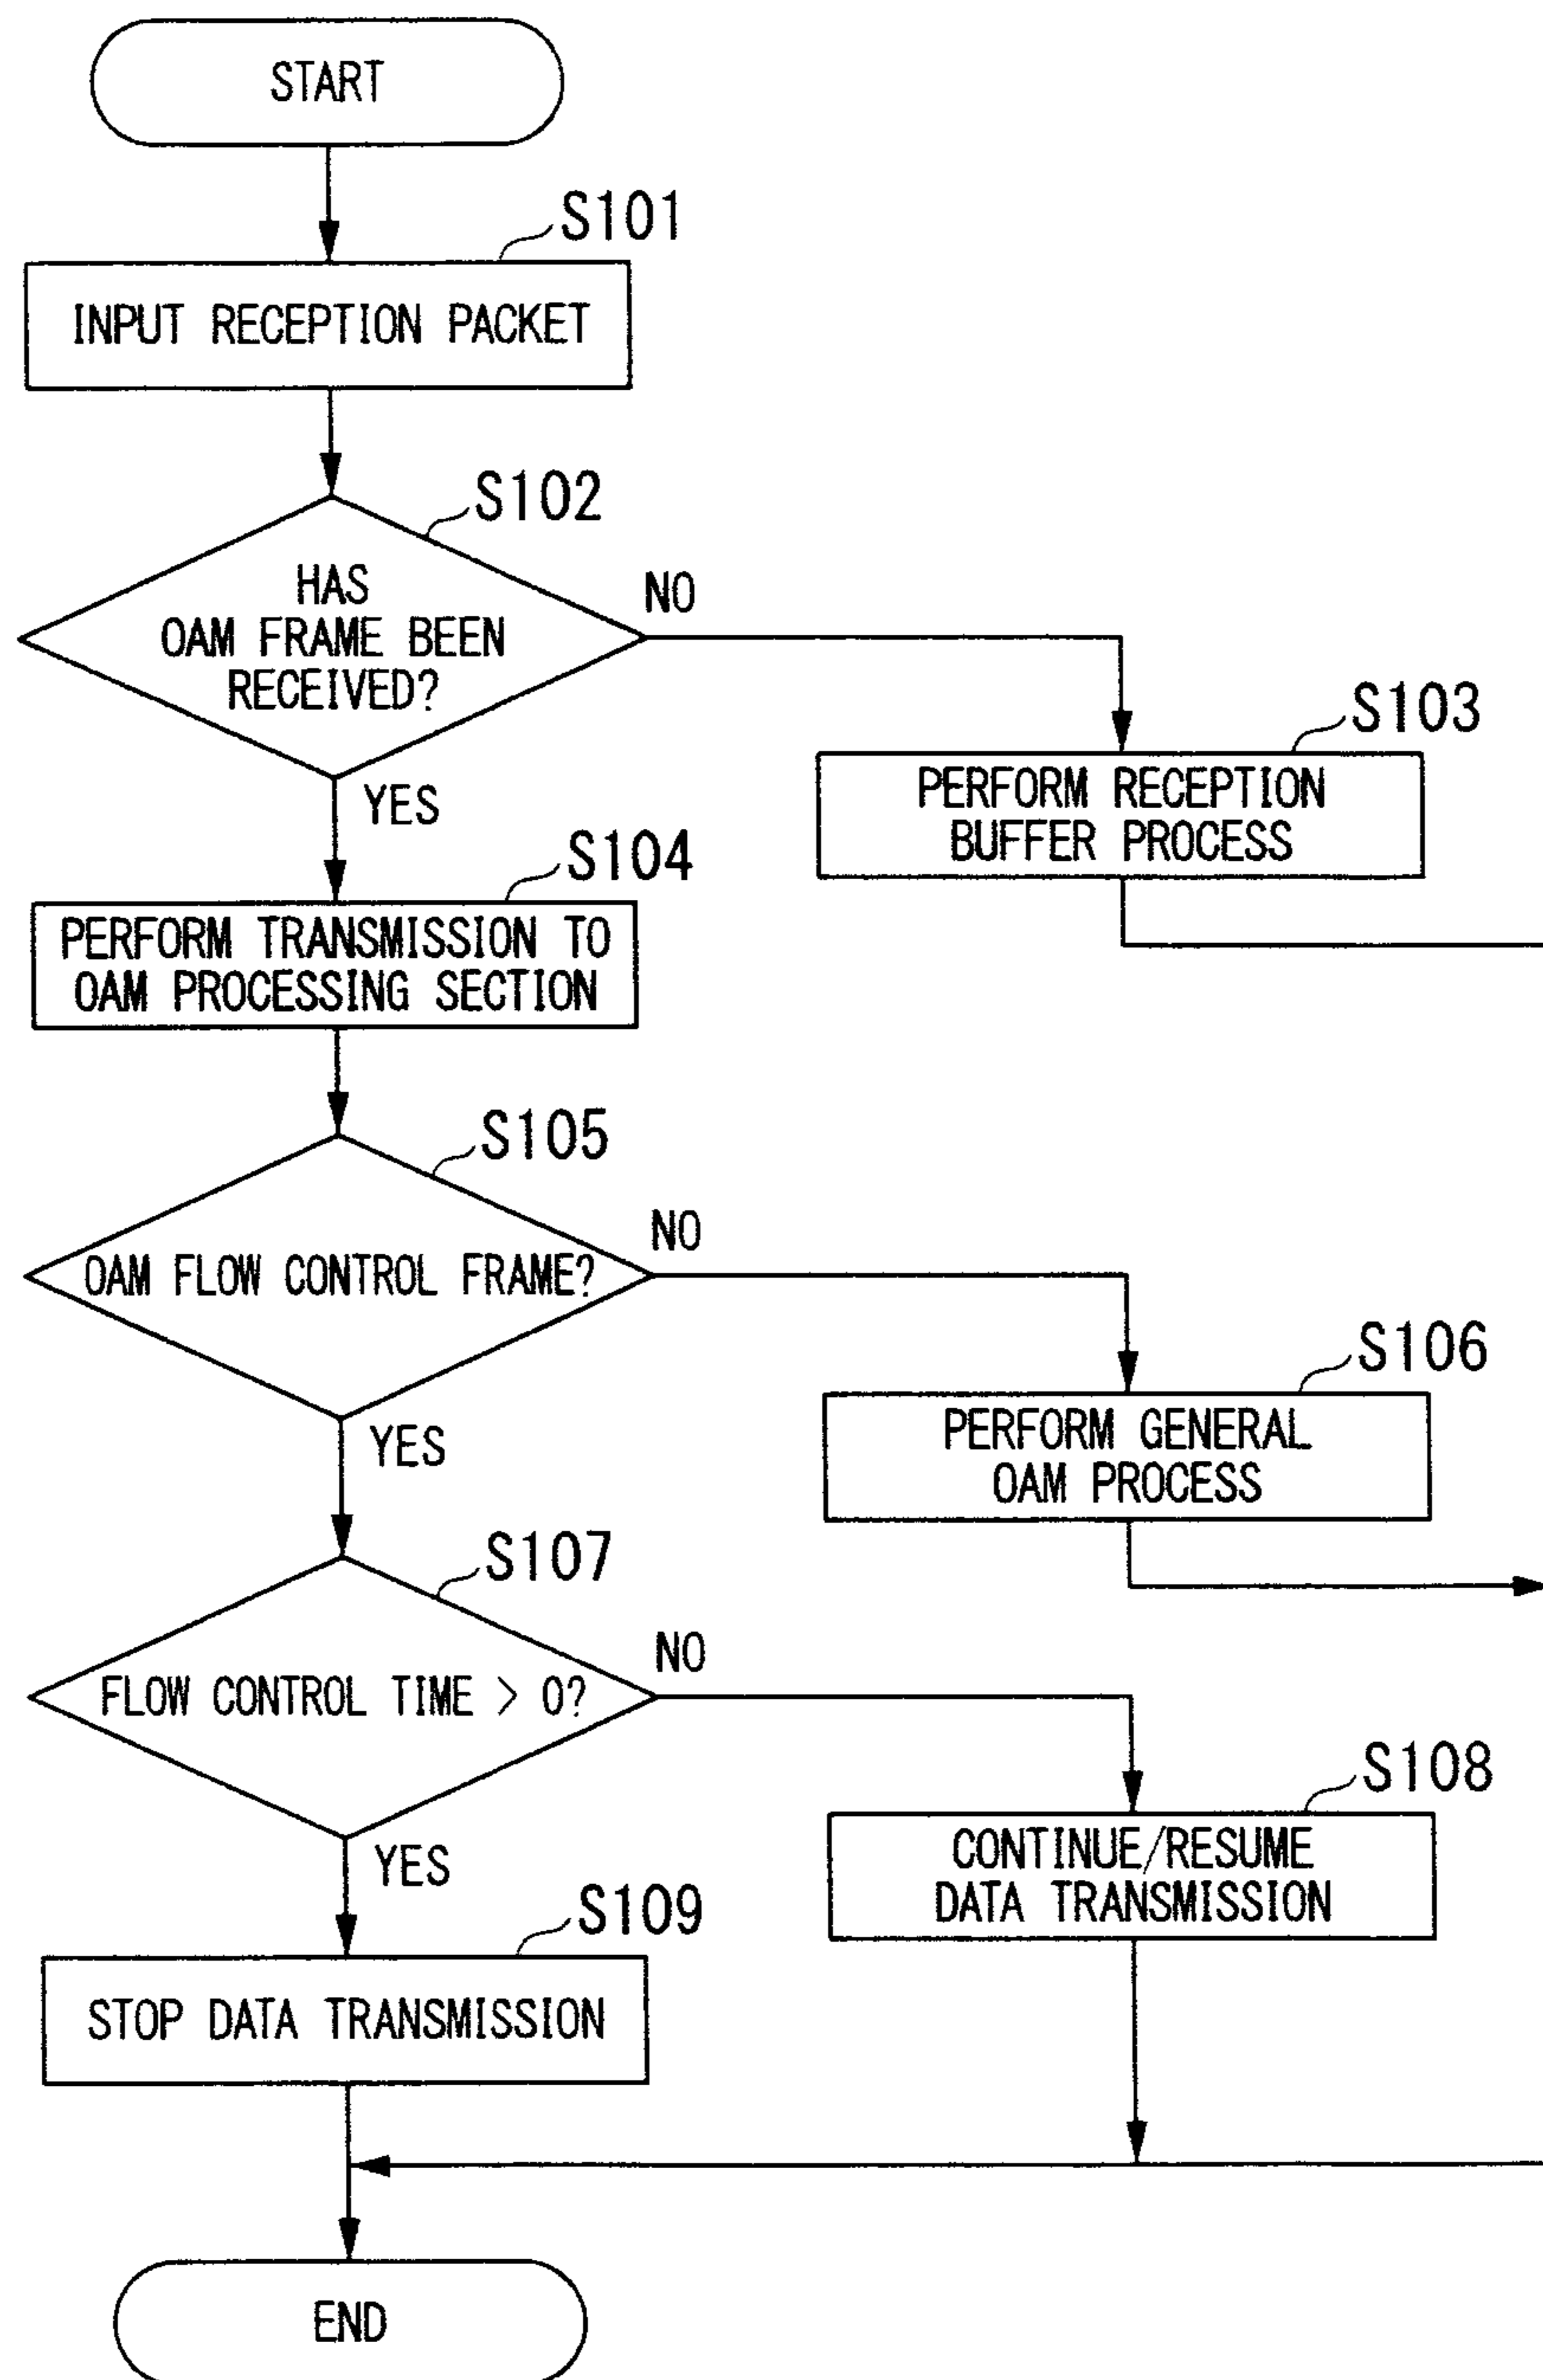 START
S101
INPUT RECEPTION PACKET
S102
HAS
OAM FRAME BEEN
RECEIVED?
NO
YES
S103
PERFORM RECEPTION
BUFFER PROCESS
S104
PERFORM TRANSMISSION TO
OAM PROCESSING SECTION
S105
OAM FLOW CONTROL FRAME?
NO
YES
S106
PERFORM GENERAL
OAM PROCESS
S107
FLOW CONTROL TIME > 0?
NO
YES
S108
CONTINUE/RESUME
DATA TRANSMISSION
S109
STOP DATA TRANSMISSION
END